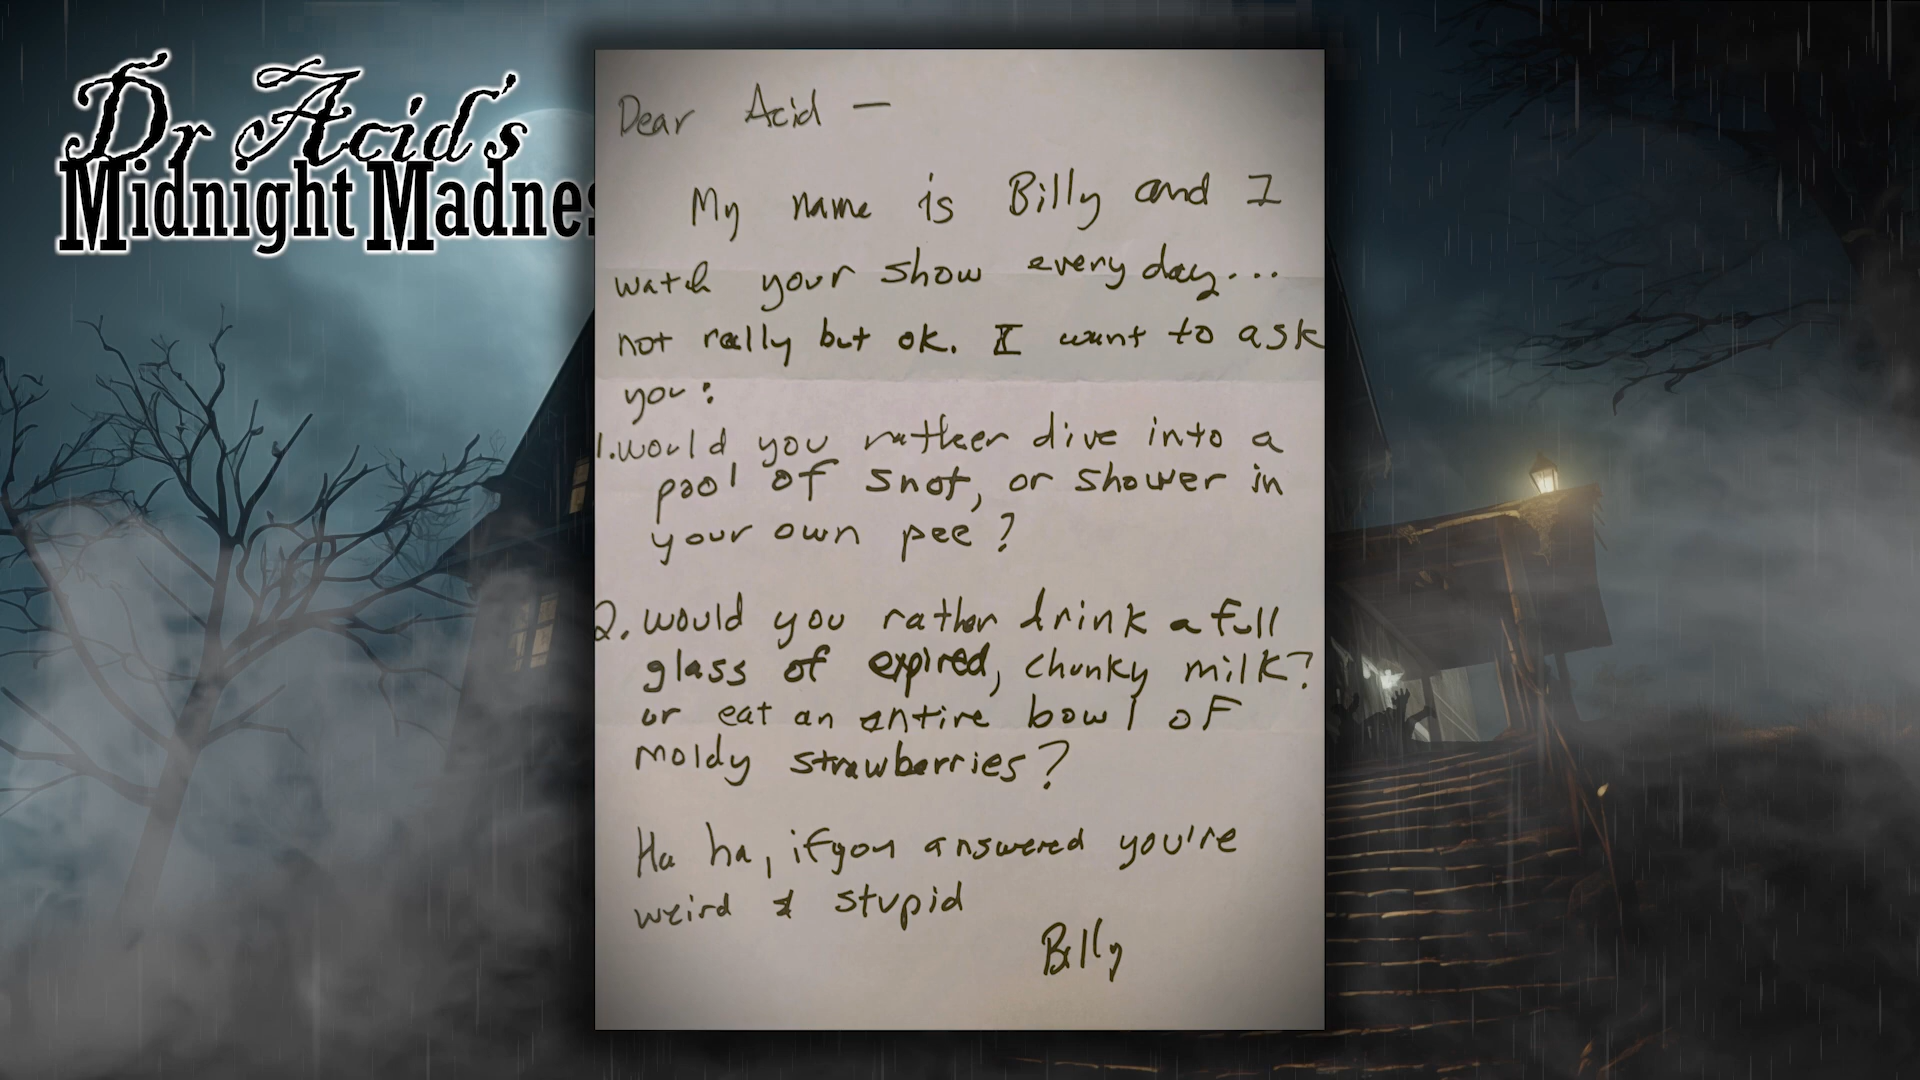 Dr Acid's
Midnight Madnes
Dear Acid —
My name is Billy and I
watch your show every day...
not really but ok. I want to ask
you:
1. would you rather dive into a
pool of snot, or shower in
your own pee?
2. would you rather drink a full
glass of expired, chunky milk?
or eat an entire bowl of
moldy strawberries?
Ha ha, if you answered you're
weird & stupid
Billy